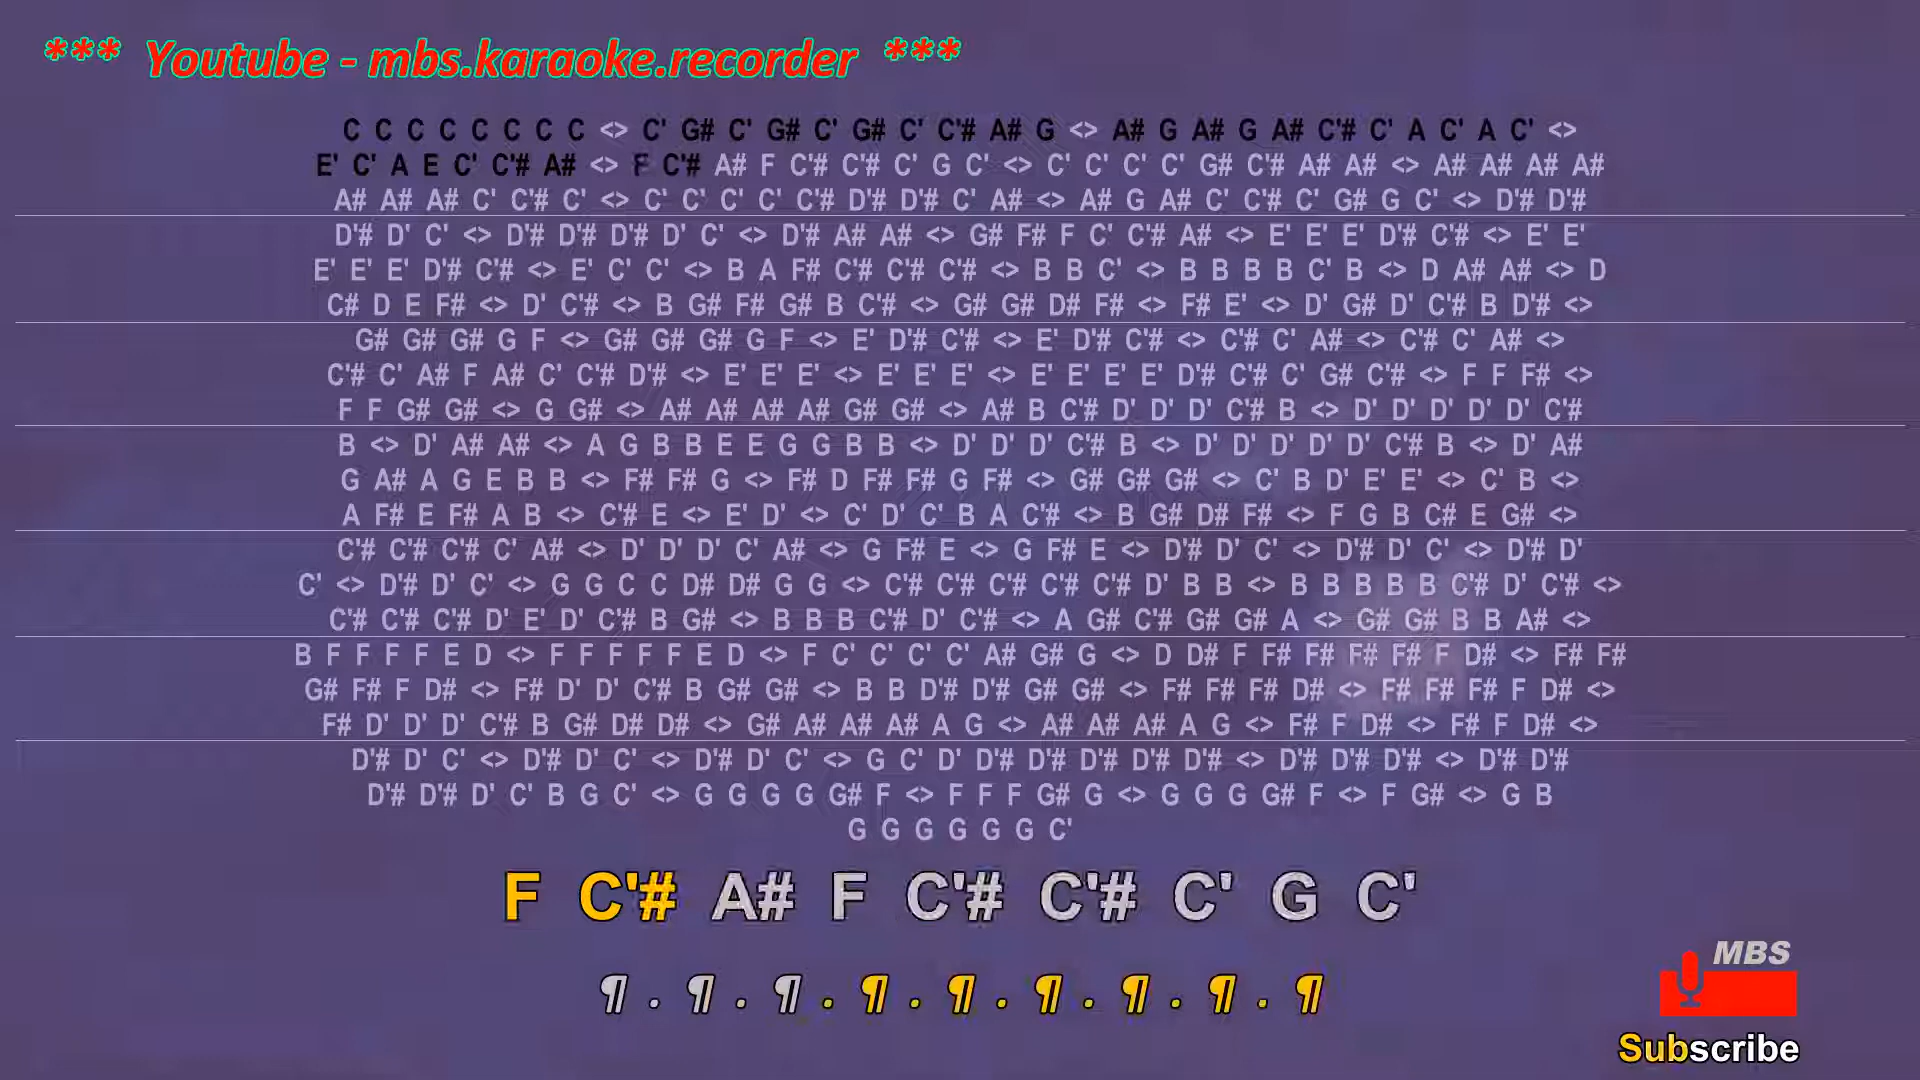 *** Youtube - mbs.karaoke.recorder ***
C C C C C C C C <> C' G# C' G# C' G# C' C'# A# G <> A# G A# G A# C'# C' A C' A C' <>
E' C' A E C' C'# A# <> F C'# A# F C'# C'# C' G C' <> C' C' C' C' G# C'# A# A# <> A# A# A# A#
A# A# A# C' C'# C' <> C' C' C' C' C'# D'# D'# C' A# <> A# G A# C' C'# C' G# G C' <> D'# D'#
D'# D' C' <> D'# D'# D'# D' C' <> D'# A# A# <> G# F# F C' C'# A# <> E' E' E' D'# C'# <> E' E'
E' E' E' D'# C'# <> E' C' C' <> B A F# C'# C'# C'# <> B B C' <> B B B B C' B <> D A# A# <> D
C# D E F# <> D' C'# <> B G# F# G# B C'# <> G# G# D# F# <> F# E' <> D' G# D' C'# B D'# <>
G# G# G# G F <> G# G# G# G F <> E' D'# C'# <> E' D'# C'# <> C'# C' A# <> C'# C' A# <>
C'# C' A# F A# C' C'# D'# <> E' E' E' <> E' E' E' <> E' E' E' E' D'# C'# C' G# C'# <> F F F# <>
F F G# G# <> G G# <> A# A# A# A# G# G# <> A# B C'# D' D' D' C'# B <> D' D' D' D' D' C'#
B <> D' A# A# <> A G B B E E G G B B <> D' D' D' C'# B <> D' D' D' D' D' C'# B <> D' A#
G A# A G E B B <> F# F# G <> F# D F# F# G F# <> G# G# G# <> C' B D' E' E' <> C' B <>
A F# E F# A B <> C'# E <> E' D' <> C' D' C' B A C'# <> B G# D# F# <> F G B C# E G# <>
C'# C'# C'# C' A# <> D' D' D' C' A# <> G F# E <> G F# E <> D'# D' C' <> D'# D' C' <> D'# D'
C' <> D'# D' C' <> G G C C D# D# G G <> C'# C'# C'# C'# C'# D' B B <> B B B B B C'# D' C'# <>
C'# C'# C'# D' E' D' C'# B G# <> B B B C'# D' C'# <> A G# C'# G# G# A <> G# G# B B A# <>
B F F F F E D <> F F F F F E D <> F C' C' C' C' A# G# G <> D D# F F# F# F# F# F D# <> F# F#
G# F# F D# <> F# D' D' C'# B G# G# <> B B D'# D'# G# G# <> F# F# F# D# <> F# F# F# F D# <>
F# D' D' D' C'# B G# D# D# <> G# A# A# A# A G <> A# A# A# A G <> F# F D# <> F# F D# <>
D'# D' C' <> D'# D' C' <> D'# D' C' <> G C' D' D'# D'# D'# D'# D'# <> D'# D'# D'# <> D'# D'#
D'# D'# D' C' B G C' <> G G G G G# F <> F F F G# G <> G G G G# F <> F G# <> G B
G G G G G G C'
F C'# A# F C'# C'# C' G C'
¶ . ¶ . ¶ . ¶ . ¶ . ¶ . ¶ . ¶ . ¶
MBS
Subscribe